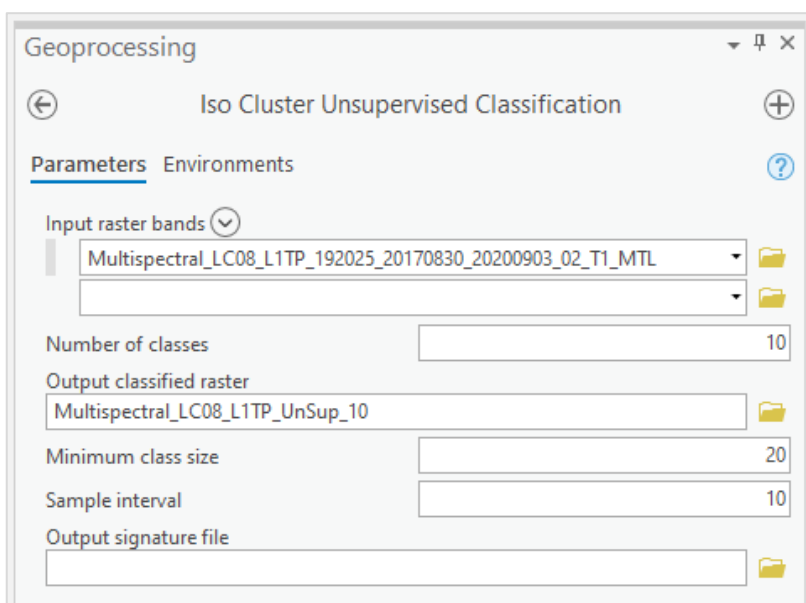 Geoprocessing
Iso Cluster Unsupervised Classification
Parameters Environments
Input raster bands
Multispectral_LC08_L1TP_192025_20170830_20200903_02_T1_MTL
Number of classes 10
Output classified raster
Multispectral_LC08_L1TP_UnSup_10
Minimum class size 20
Sample interval 10
Output signature file